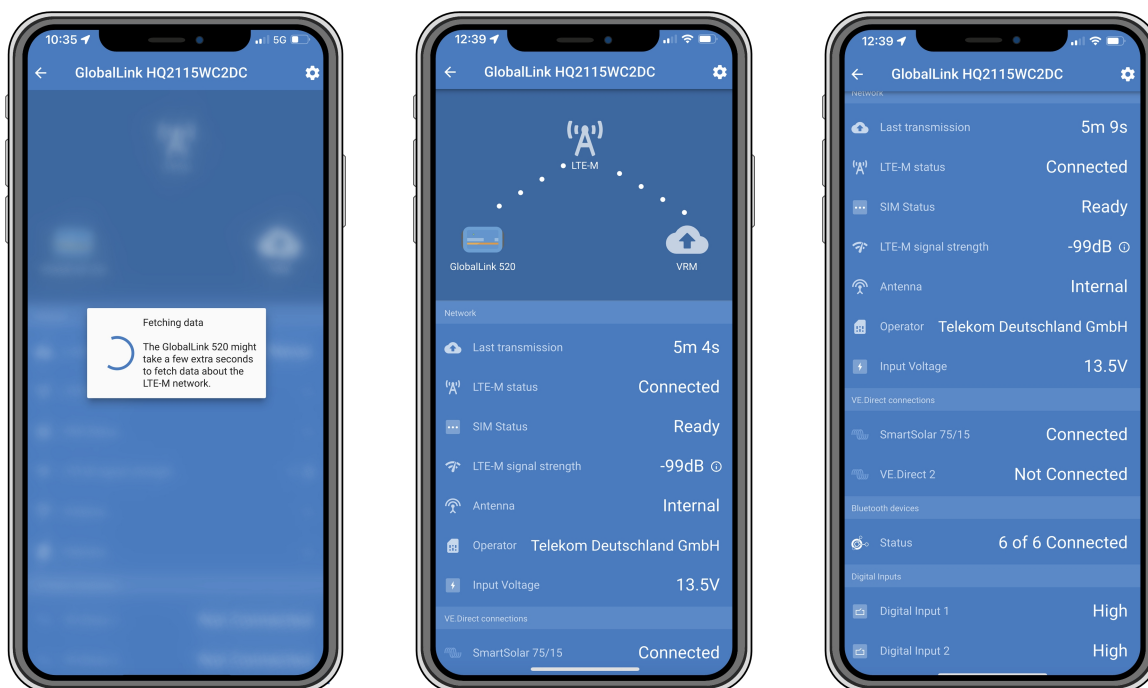 10:35
5G
GlobalLink HQ2115WC2DC
Fetching data
The GlobalLink 520 might
take a few extra seconds
to fetch data about the
LTE-M network.
12:39
GlobalLink HQ2115WC2DC
LTE-M
GlobalLink 520
VRM
Network
Last transmission 5m 4s
LTE-M status Connected
SIM Status Ready
LTE-M signal strength -99dB
Antenna Internal
Operator Telekom Deutschland GmbH
Input Voltage 13.5V
VE.Direct connections
SmartSolar 75/15 Connected
12:39
GlobalLink HQ2115WC2DC
Network
Last transmission 5m 9s
LTE-M status Connected
SIM Status Ready
LTE-M signal strength -99dB
Antenna Internal
Operator Telekom Deutschland GmbH
Input Voltage 13.5V
VE.Direct connections
SmartSolar 75/15 Connected
VE.Direct 2 Not Connected
Bluetooth devices
Status 6 of 6 Connected
Digital Inputs
Digital Input 1 High
Digital Input 2 High